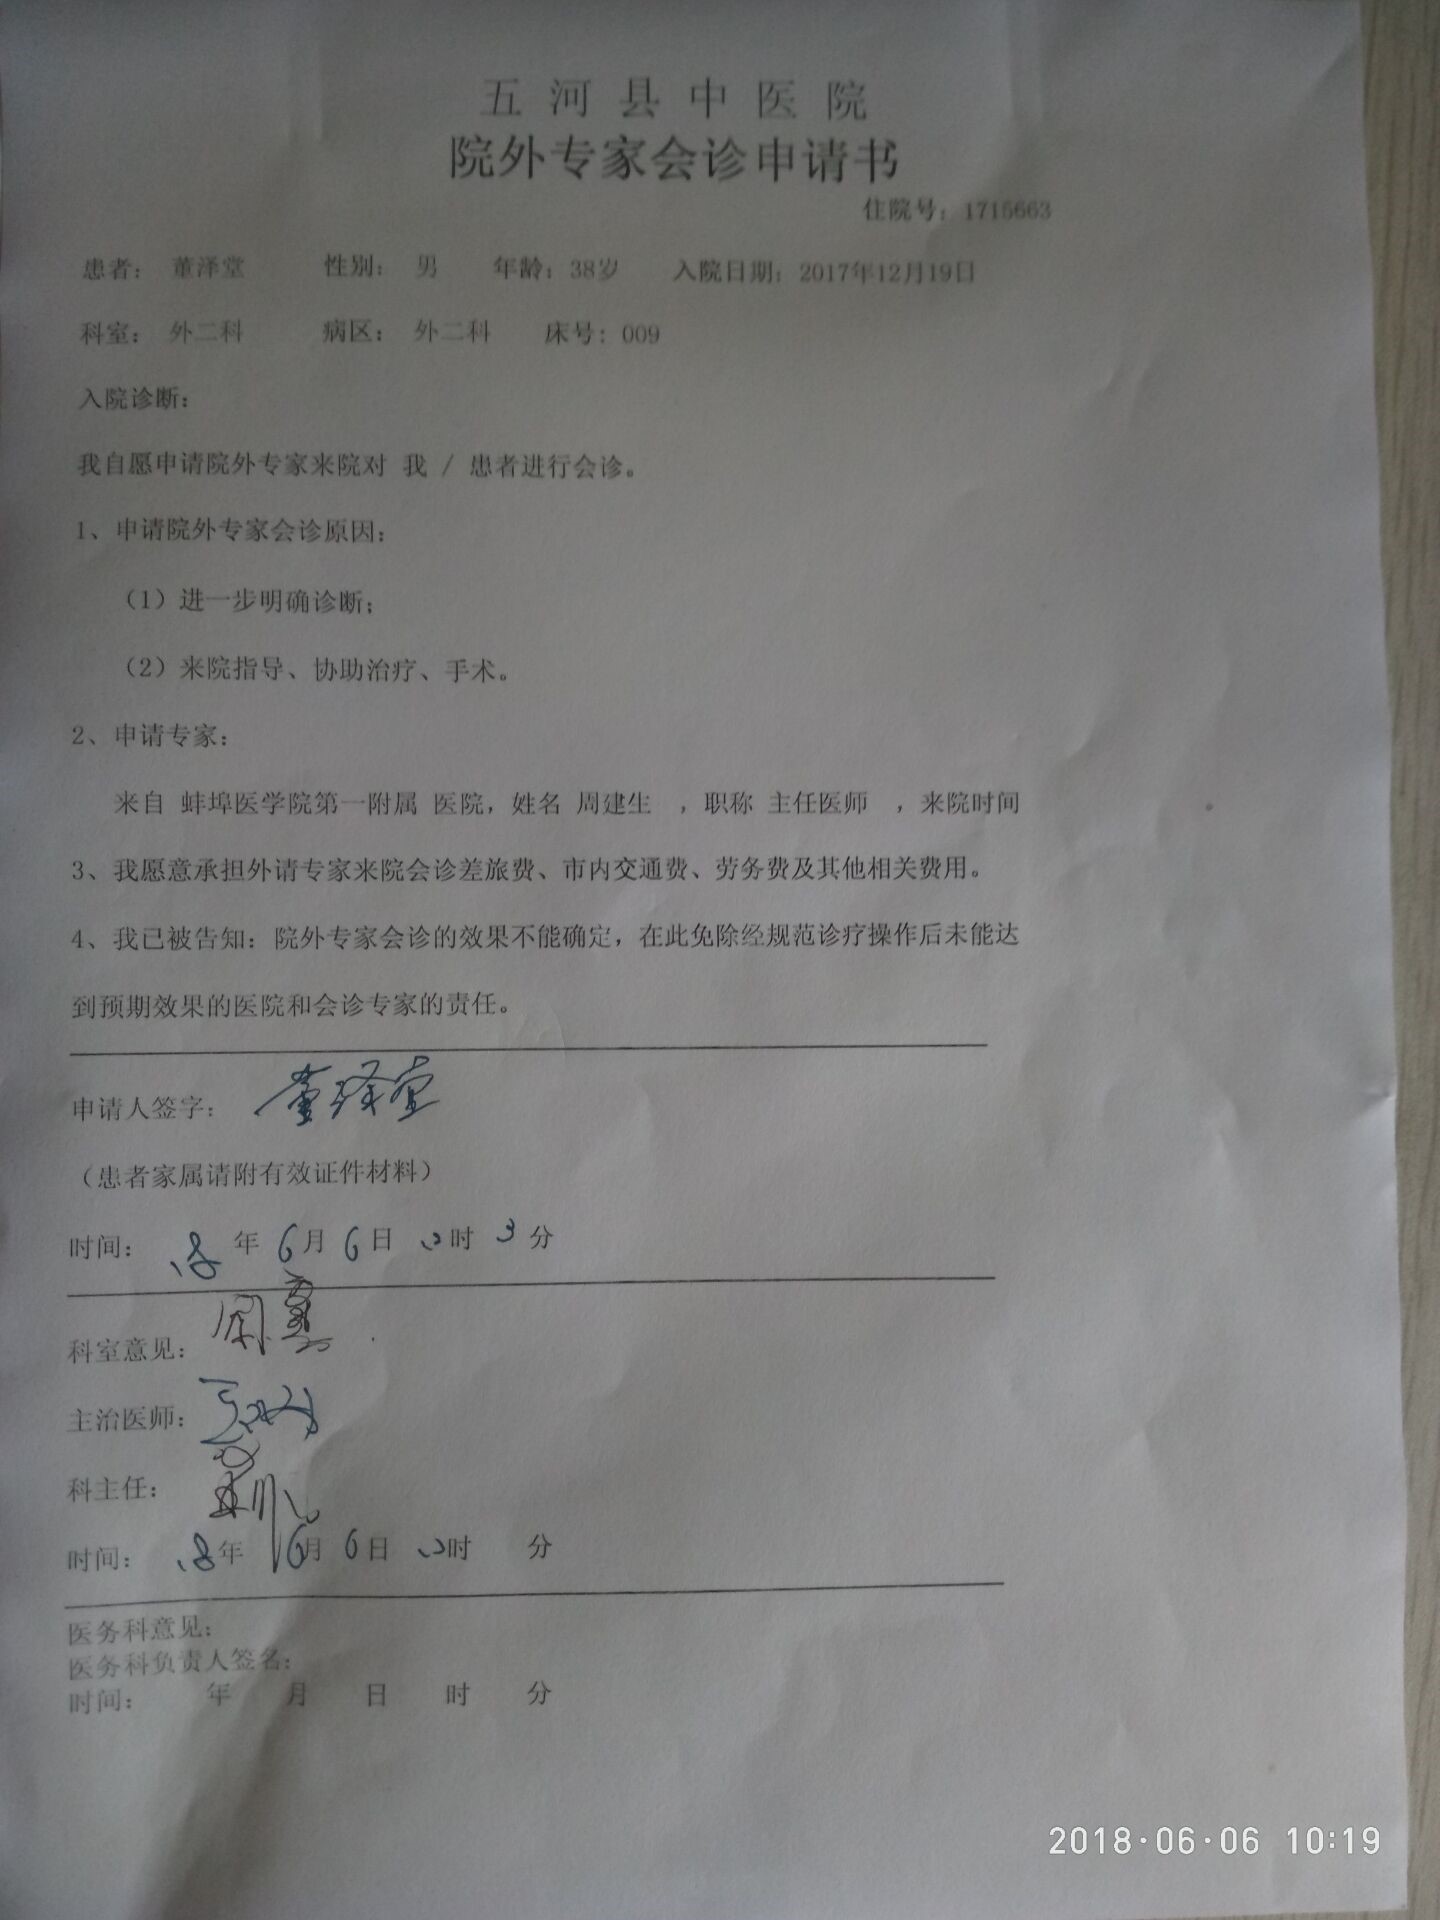 五河县中医院
院外专家会诊申请书
住院号：1715663
患者： 董泽堂 性别： 男 年龄：38岁 入院日期：2017年12月19日
科室： 外二科 病区： 外二科 床号：009
入院诊断：
我自愿申请院外专家来院对 我 / 患者进行会诊。
1、申请院外专家会诊原因：
（1）进一步明确诊断；
（2）来院指导、协助治疗、手术。
2、申请专家：
来自 蚌埠医学院第一附属 医院，姓名 周建生 ，职称 主任医师 ，来院时间
3、我愿意承担外请专家来院会诊差旅费、市内交通费、劳务费及其他相关费用。
4、我已被告知：院外专家会诊的效果不能确定，在此免除经规范诊疗操作后未能达
到预期效果的医院和会诊专家的责任。
申请人签字： 董泽堂
（患者家属请附有效证件材料）
时间： 18年6月6日 时3分
科室意见：
主治医师：
科主任：
时间： 18年6月6日 时 分
医务科意见：
医务科负责人签名：
时间： 年 月 日 时 分
2018·06·06 10:19